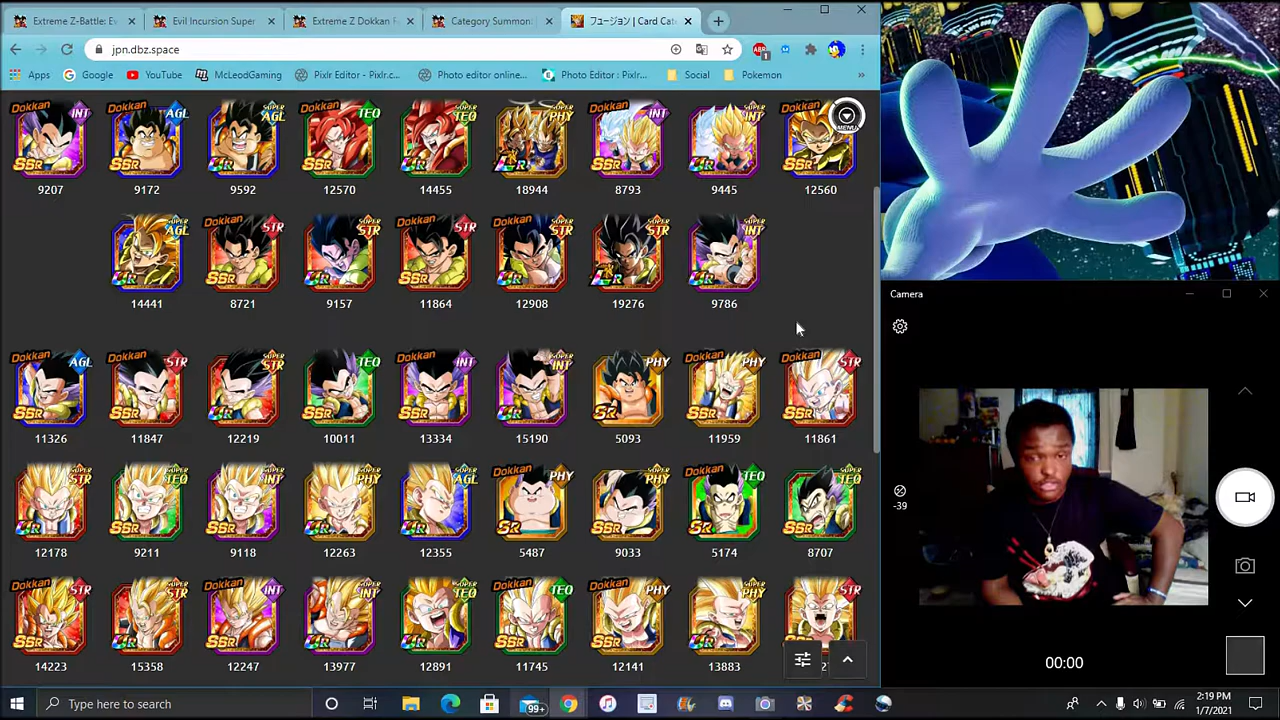 Extreme Z-Battle: Ev
Evil Incursion Super
Extreme Z Dokkan F
Category Summon:
フュージョン | Card Cate
jpn.dbz.space
Apps
Google
YouTube
McLeodGaming
Pixlr Editor - Pixlr.c...
Photo editor online...
Photo Editor : Pixlr...
Social
Pokemon
MENU
9207 9172 9592 12570 14455 18944 8793 9445 12560
14441 8721 9157 11864 12908 19276 9786
11326 11847 12219 10011 13334 15190 5093 11959 11861
12178 9211 9118 12263 12355 5487 9033 5174 8707
14223 15358 12247 13977 12891 11745 12141 13883
Camera
-39
00:00
Type here to search
99+
2:19 PM
1/7/2021